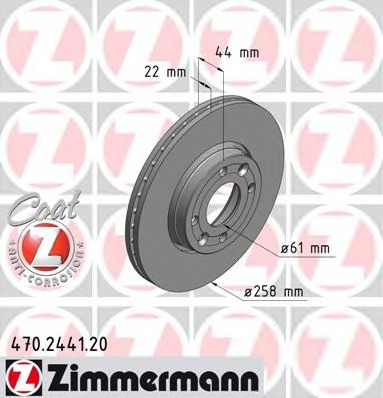 44 mm
22 mm
ø61 mm
ø258 mm
Coat
Z
ANTI-CORROSION
470.2441.20
Z Zimmermann